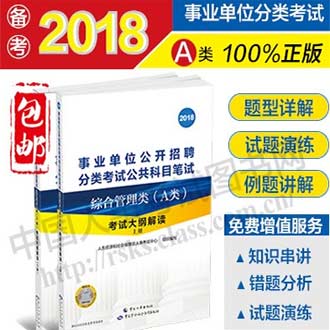 备考
2018
事业单位分类考试
A类 100%正版
包邮
2018
事业单位公开招聘
分类考试公共科目笔试
综合管理类（A类）
考试大纲解读
上册
题型详解
试题演练
例题讲解
免费增值服务
知识串讲
错题分析
试题演练